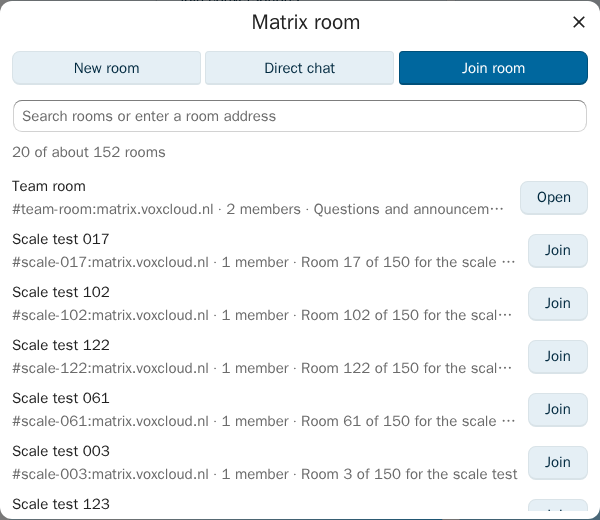 Matrix room
New room
Direct chat
Join room
Search rooms or enter a room address
20 of about 152 rooms
Team room
#team-room:matrix.voxcloud.nl · 2 members · Questions and announcem···
Open
Scale test 017
#scale-017:matrix.voxcloud.nl · 1 member · Room 17 of 150 for the scale ···
Join
Scale test 102
#scale-102:matrix.voxcloud.nl · 1 member · Room 102 of 150 for the scal···
Join
Scale test 122
#scale-122:matrix.voxcloud.nl · 1 member · Room 122 of 150 for the scal···
Join
Scale test 061
#scale-061:matrix.voxcloud.nl · 1 member · Room 61 of 150 for the scale ···
Join
Scale test 003
#scale-003:matrix.voxcloud.nl · 1 member · Room 3 of 150 for the scale test
Join
Scale test 123